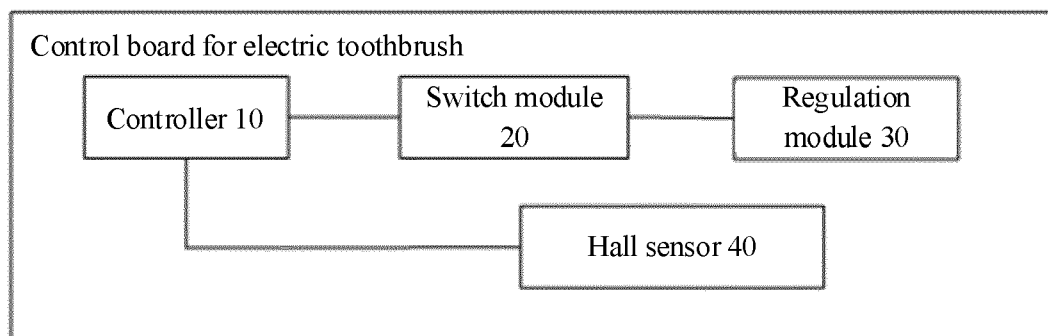 Control board for electric toothbrush
Controller 10
Switch module
20
Regulation
module 30
Hall sensor 40